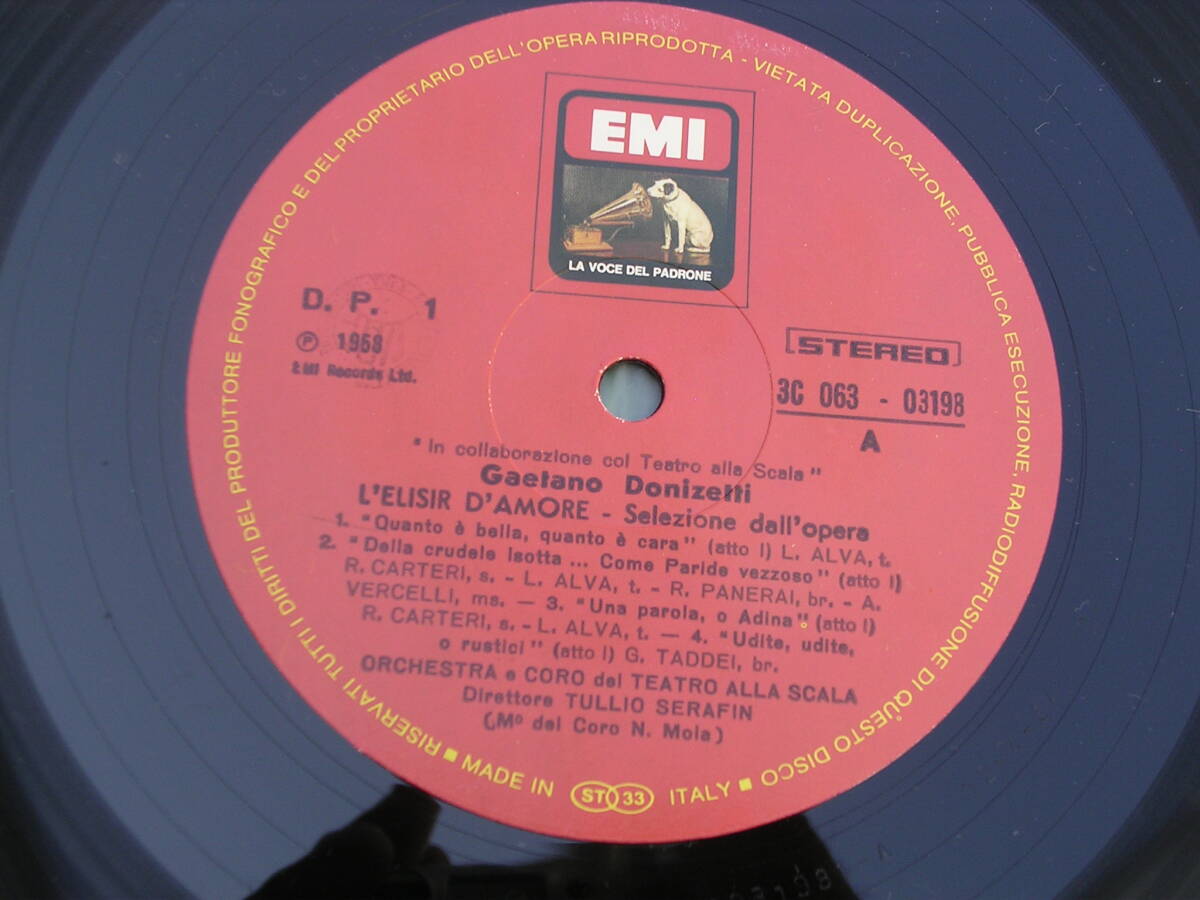 RISERVATI TUTTI I DIRITTI DEL PRODUTTORE FONOGRAFICO E DEL PROPRIETARIO DELL'OPERA RIPRODOTTA - VIETATA DUPLICAZIONE, PUBBLICA ESECUZIONE, RADIODIFFUSIONE DI QUESTO DISCO
EMI
LA VOCE DEL PADRONE
D. P. 1
℗ 1958
EMI Records Ltd.
[STEREO]
3C 063 - 03198
A
"In collaborazione col Teatro alla Scala"
Gaetano Donizetti
L'ELISIR D'AMORE - Selezione dall'opera
1. "Quanto è bella, quanto è cara" (atto I) L. ALVA, t.
2. "Della crudele Isotta ... Come Paride vezzoso" (atto I)
R. CARTERI, s. - L. ALVA, t. - R. PANERAI, br. - A.
VERCELLI, ms. — 3. "Una parola, o Adina" (atto I)
R. CARTERI, s. - L. ALVA, t. — 4. "Udite, udite,
o rustici" (atto I) G. TADDEI, br.
ORCHESTRA e CORO del TEATRO ALLA SCALA
Direttore TULLIO SERAFIN
(Mº del Coro N. Mola)
MADE IN ST 33 ITALY